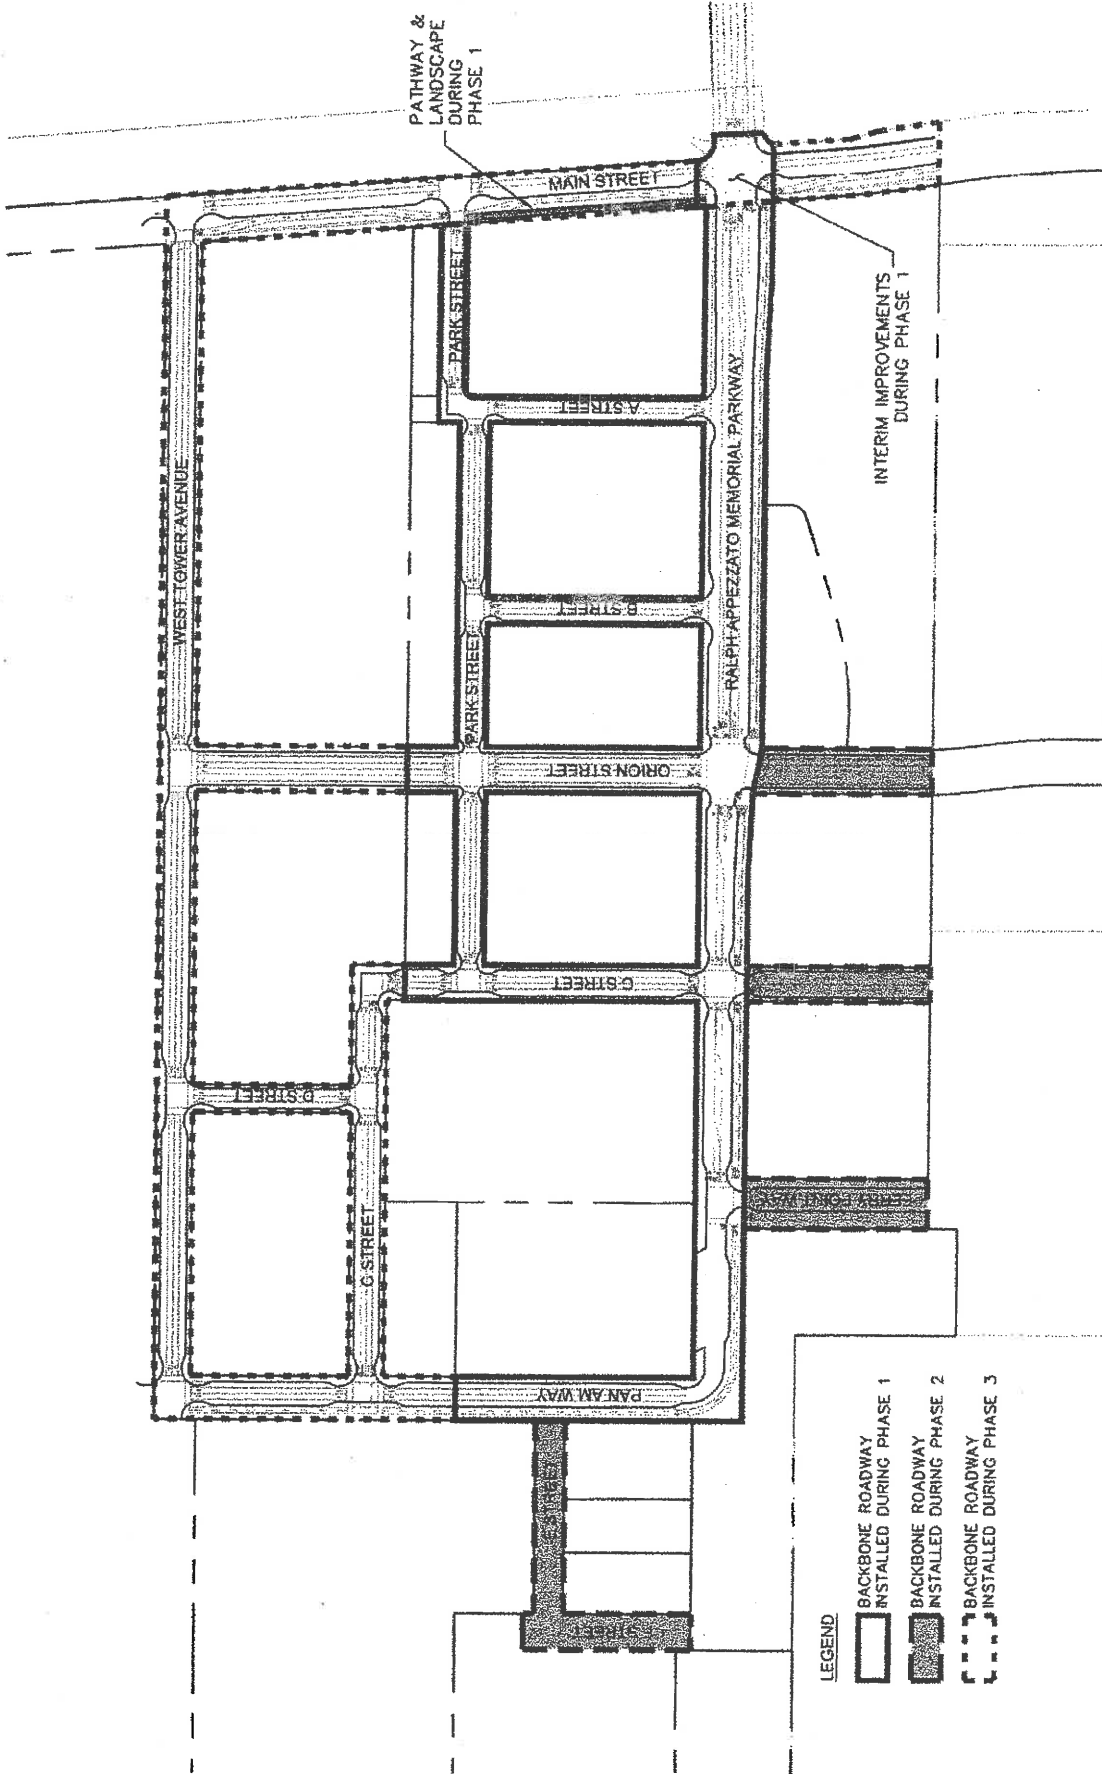 PATHWAY &
LANDSCAPE
DURING
PHASE 1
MAIN STREET
WEST TOWER AVENUE
PARK STREET
A STREET
RALPH APPEZZATO MEMORIAL PARKWAY
INTERIM IMPROVEMENTS
DURING PHASE 1
B STREET
PARK STREET
ORION STREET
C STREET
D STREET
C STREET
PAN AM WAY
LEGEND
BACKBONE ROADWAY
INSTALLED DURING PHASE 1
BACKBONE ROADWAY
INSTALLED DURING PHASE 2
BACKBONE ROADWAY
INSTALLED DURING PHASE 3